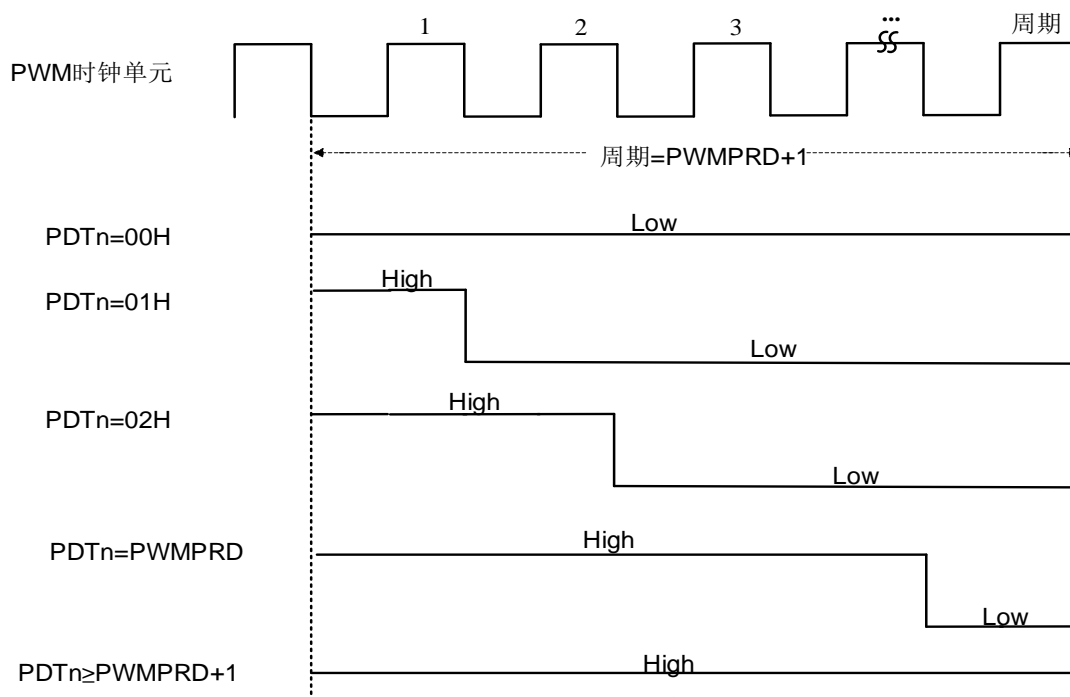 1 2 3 ... 周期
PWM时钟单元
周期=PWMPRD+1
Low
PDTn=00H
High
PDTn=01H
Low
High
PDTn=02H
Low
High
PDTn=PWMPRD
Low
High
PDTn≥PWMPRD+1